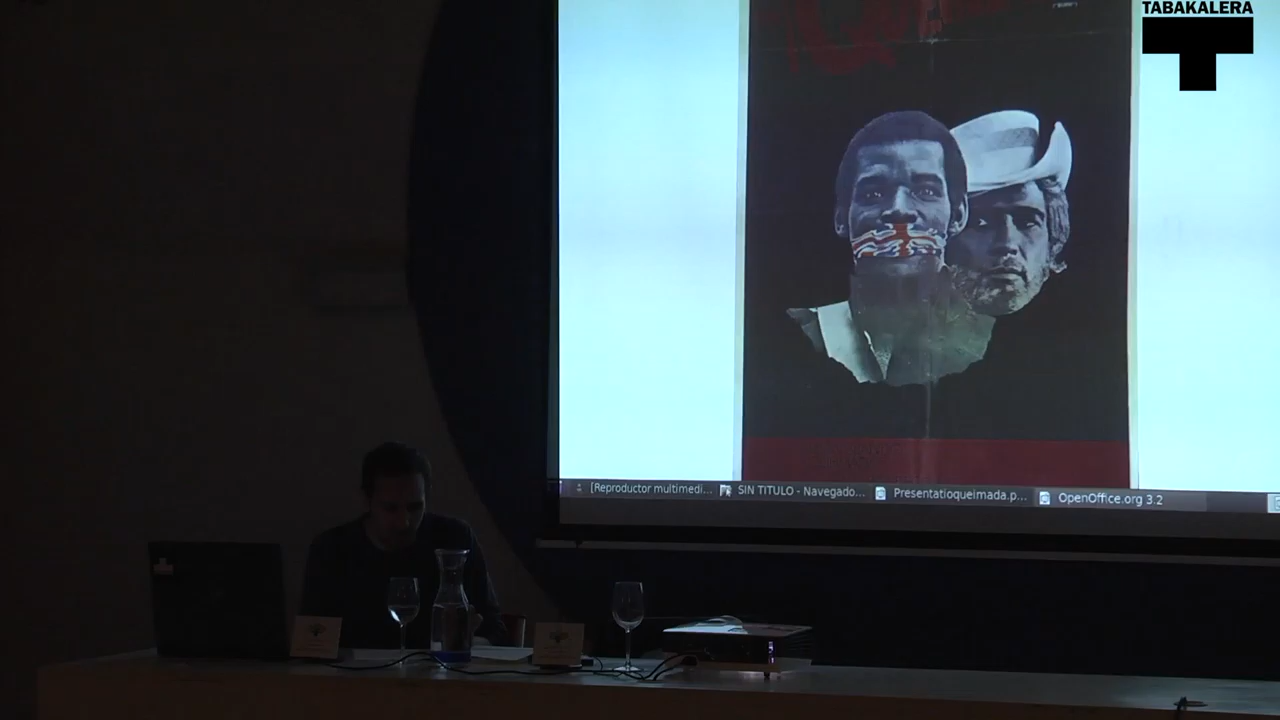 TABAKALERA
[Reproductor multimedi...
SIN TITULO - Navegado...
Presentatioqueimada.p...
OpenOffice.org 3.2